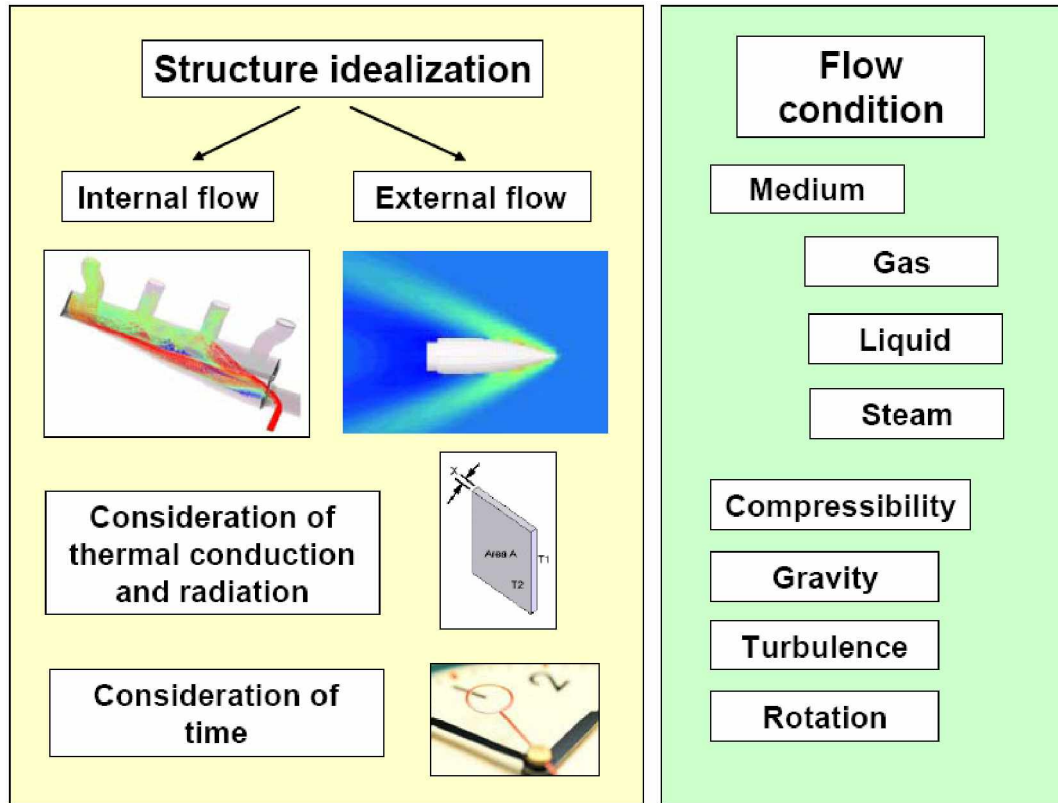 Structure idealization
Internal flow
External flow
X
Area A
T1
T2
Consideration of
thermal conduction
and radiation
Consideration of
time
2
Flow
condition
Medium
Gas
Liquid
Steam
Compressibility
Gravity
Turbulence
Rotation